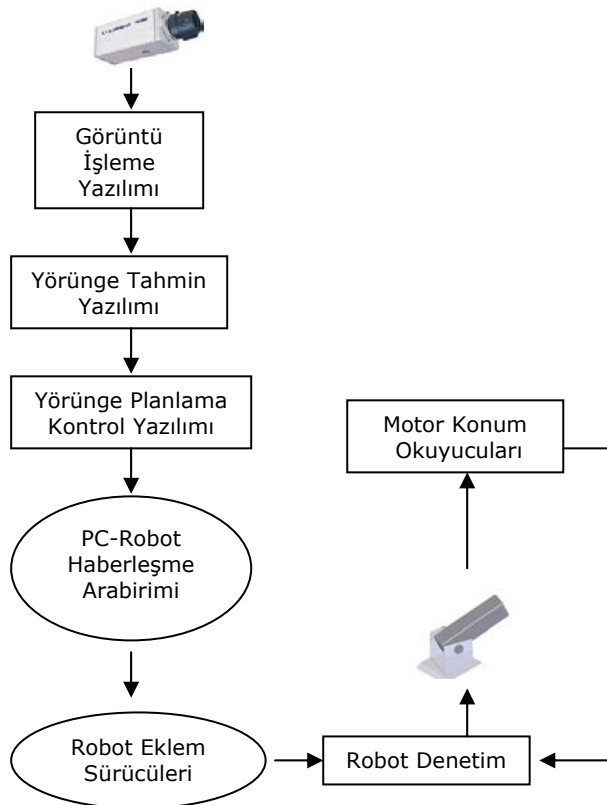 Görüntü
İşleme
Yazılımı
Yörünge Tahmin
Yazılımı
Yörünge Planlama
Kontrol Yazılımı
PC-Robot
Haberleşme
Arabirimi
Robot Eklem
Sürücüleri
Robot Denetim
Motor Konum
Okuyucuları